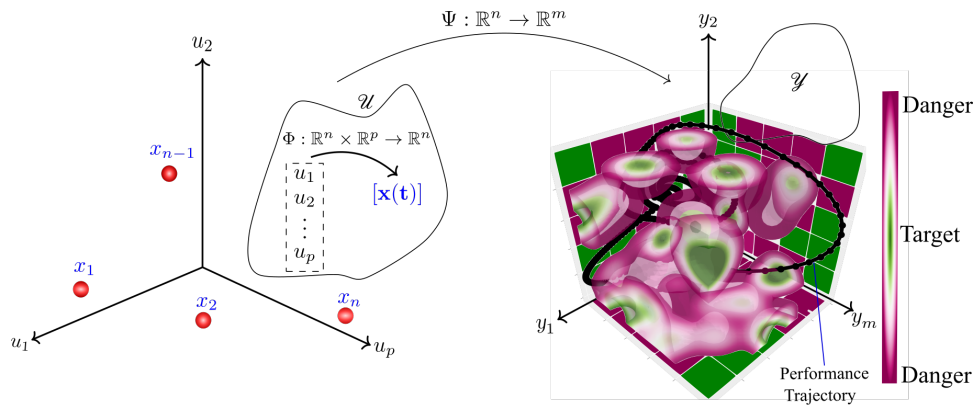 Ψ : ℝⁿ → ℝᵐ
u₂
y₂
𝒰
𝒴
Danger
Φ : ℝⁿ × ℝᵖ → ℝⁿ
xₙ₋₁
u₁
[x(t)]
u₂
⋮
Target
uₚ
x₁
x₂
xₙ
y₁
yₘ
u₁
uₚ
Performance
Trajectory
Danger